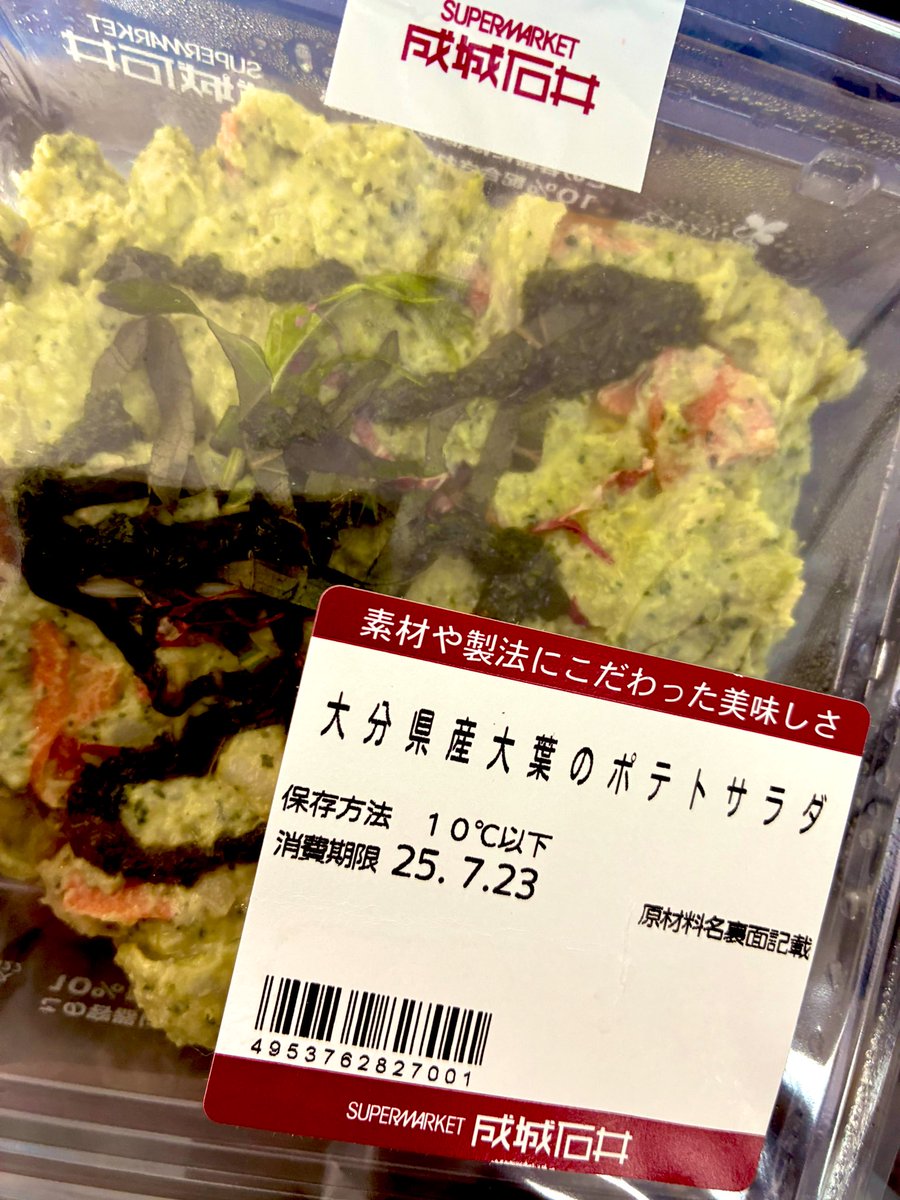 SUPERMARKET
成城石井
素材や製法にこだわった美味しさ
大分県産大葉のポテトサラダ
保存方法 10℃以下
消費期限 25.7.23
原材料名裏面記載
4953762827001
SUPERMARKET 成城石井